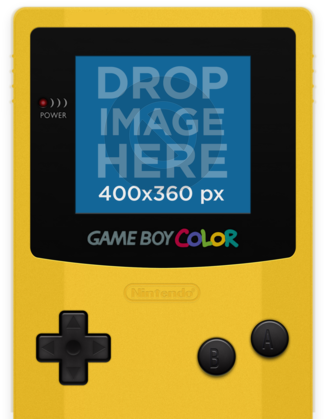 DROP
IMAGE
HERE
400x360 px
POWER
GAME BOY COLOR
Nintendo
A
B